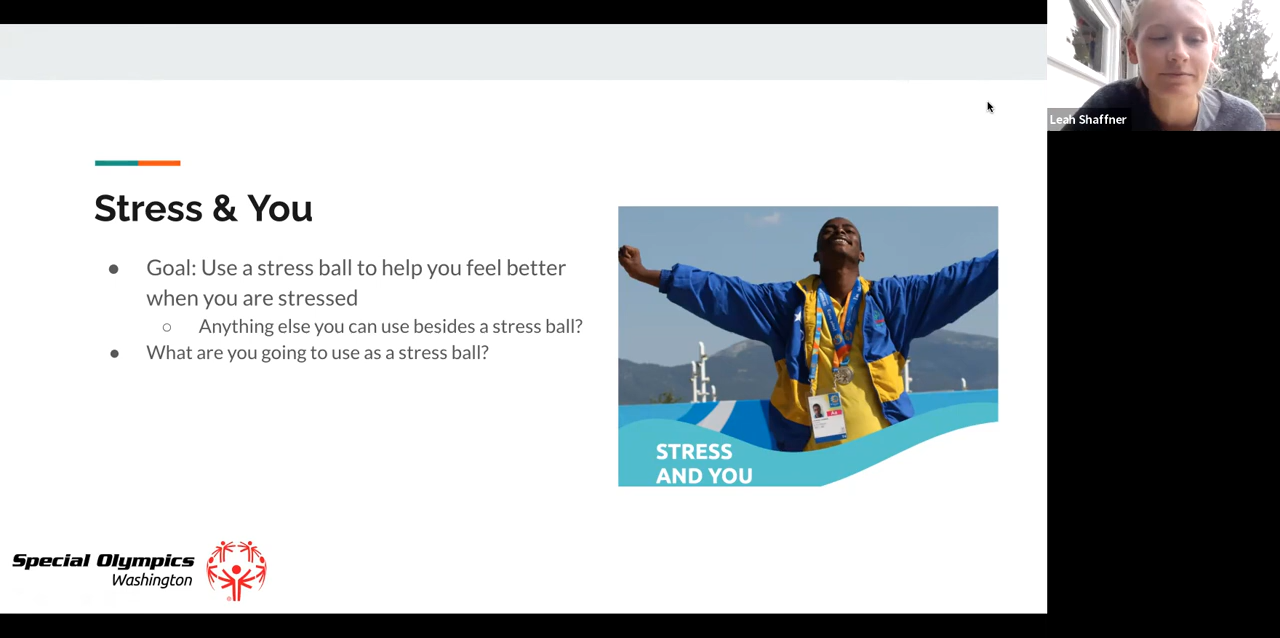 Leah Shaffner
Stress & You
● Goal: Use a stress ball to help you feel better
when you are stressed
○ Anything else you can use besides a stress ball?
● What are you going to use as a stress ball?
STRESS
AND YOU
Special Olympics
Washington